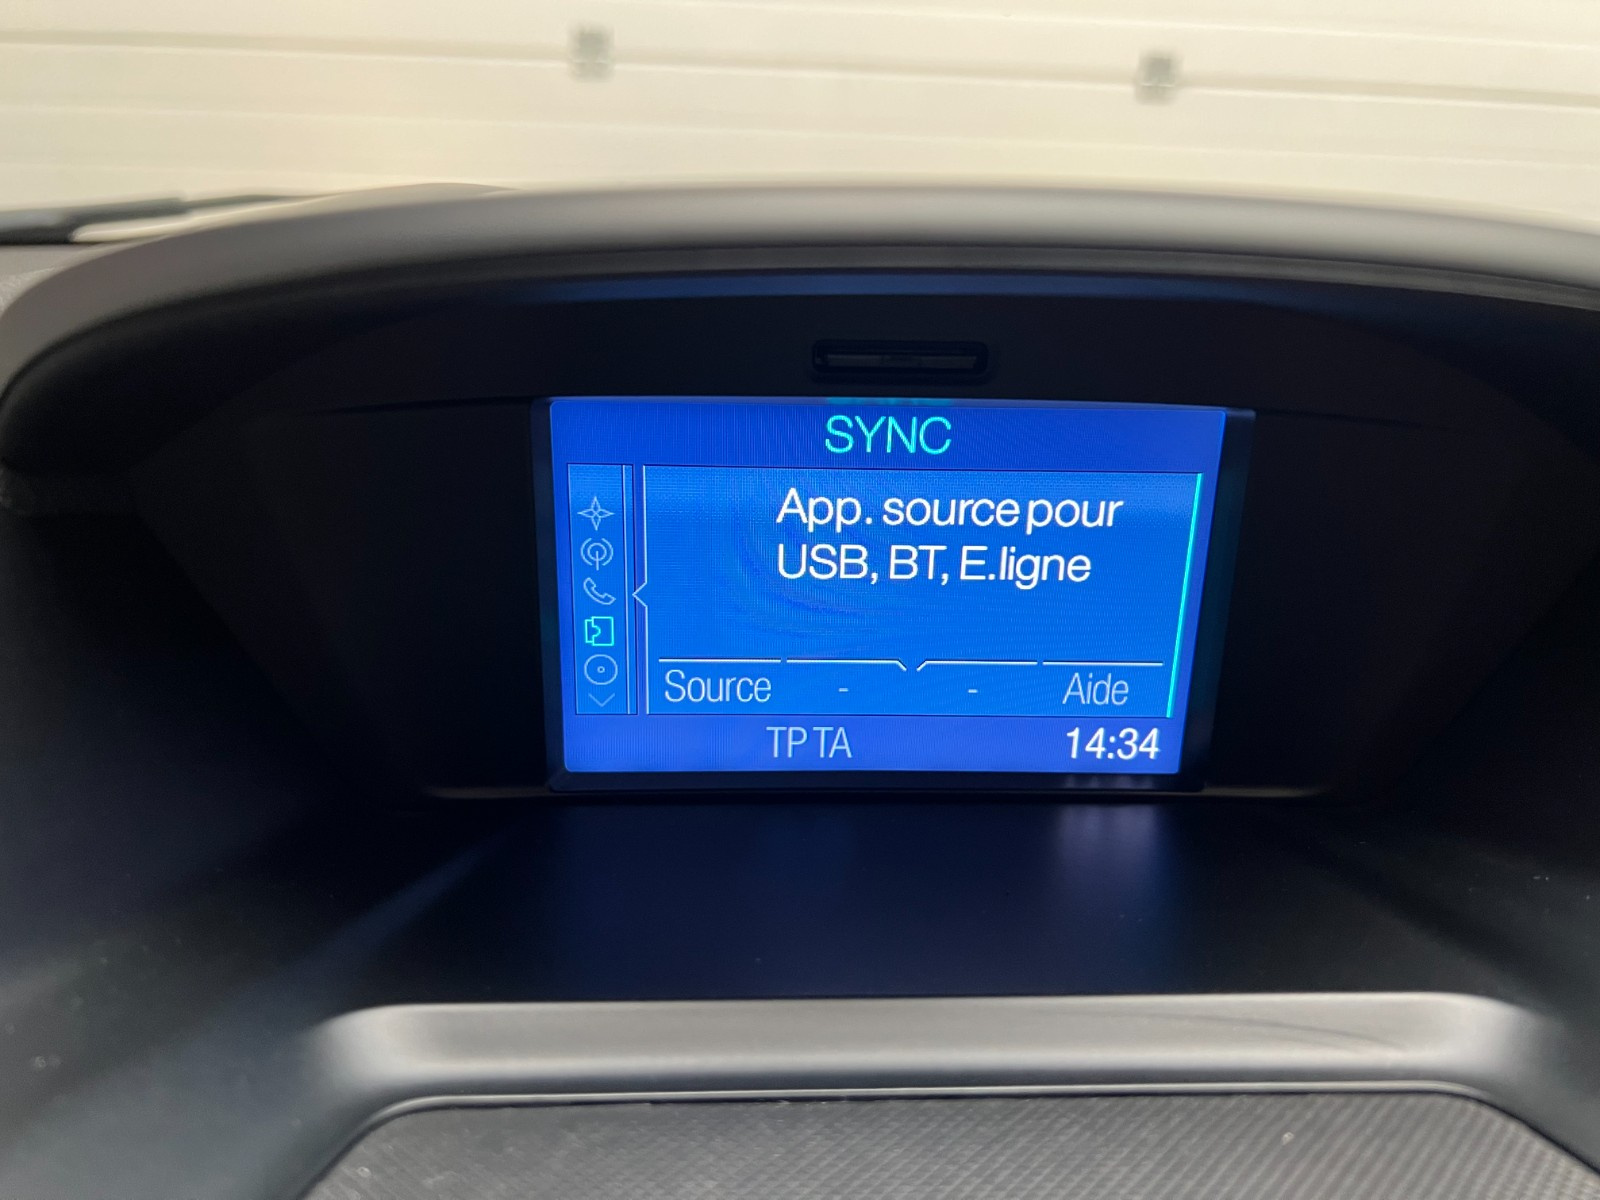 SYNC
App. source pour
USB, BT, E.ligne
Source - - Aide
TP TA 14:34